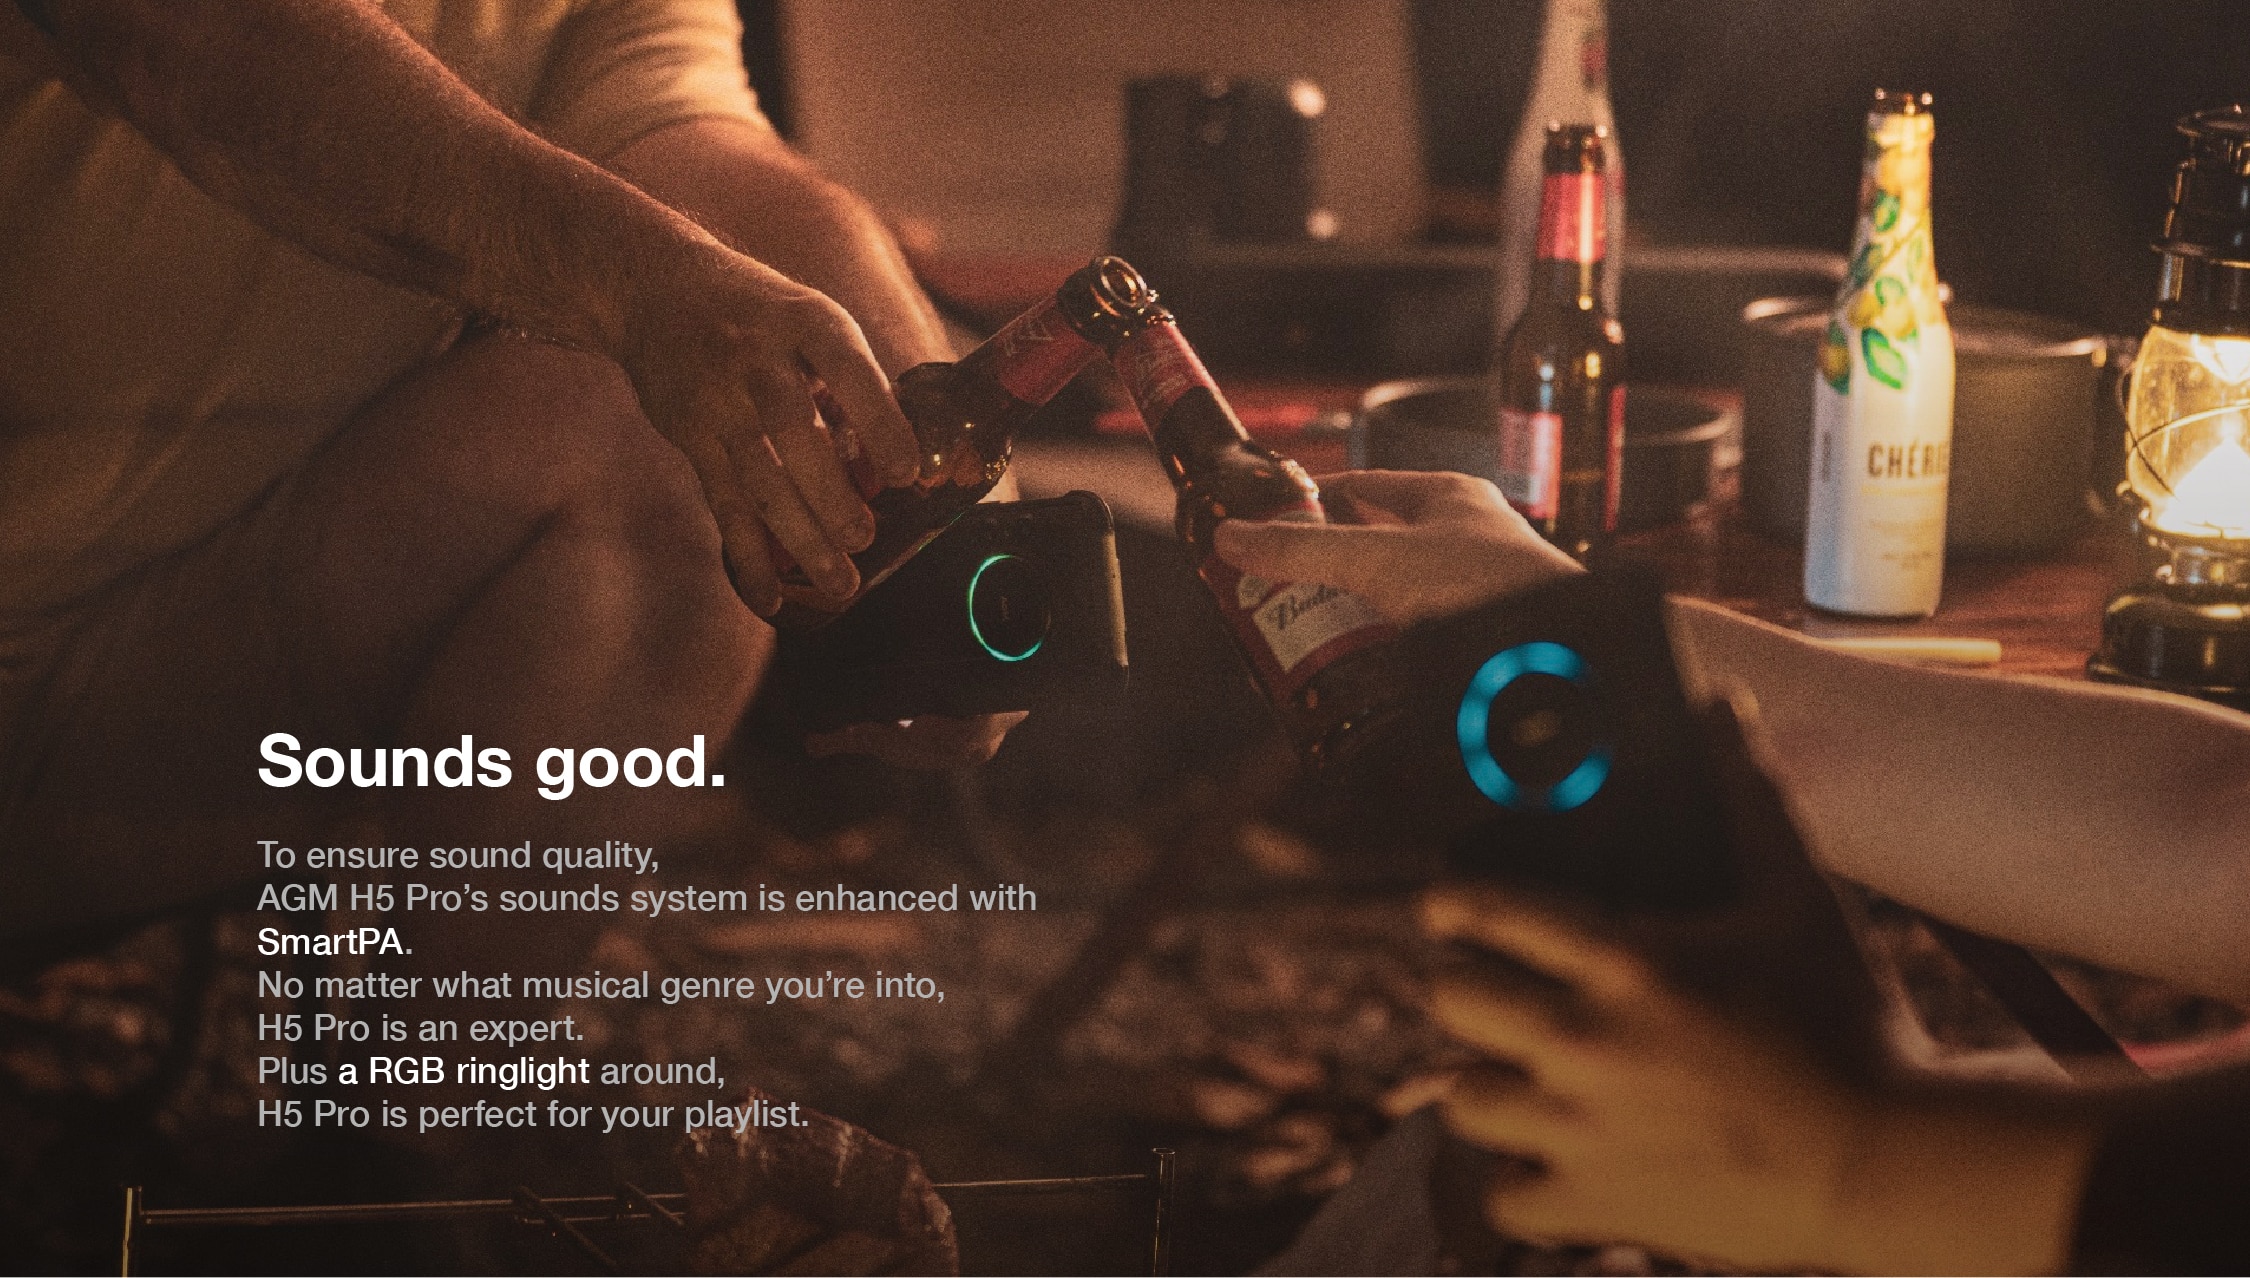 CHÉRIE
Sounds good.
To ensure sound quality,
AGM H5 Pro’s sounds system is enhanced with
SmartPA.
No matter what musical genre you’re into,
H5 Pro is an expert.
Plus a RGB ringlight around,
H5 Pro is perfect for your playlist.